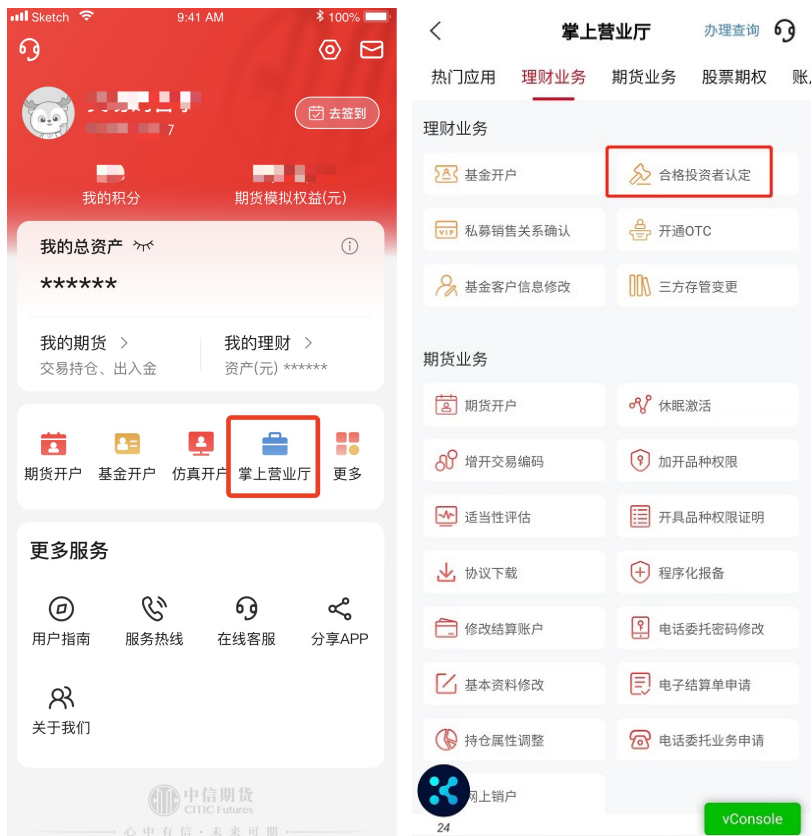 Sketch
9:41 AM
100%
7
去签到
我的积分
期货模拟权益(元)
我的总资产
******
我的期货
交易持仓、出入金
我的理财
资产(元) ******
期货开户
基金开户
仿真开户
掌上营业厅
更多
更多服务
用户指南
服务热线
在线客服
分享APP
关于我们
中信期货
CITIC Futures
心中有信·未来可期
掌上营业厅
办理查询
热门应用
理财业务
期货业务
股票期权
账
理财业务
基金开户
合格投资者认定
VIP
私募销售关系确认
开通OTC
基金客户信息修改
三方存管变更
期货业务
期货开户
休眠激活
增开交易编码
加开品种权限
适当性评估
开具品种权限证明
协议下载
程序化报备
修改结算账户
电话委托密码修改
基本资料修改
电子结算单申请
持仓属性调整
电话委托业务申请
网上销户
24
vConsole